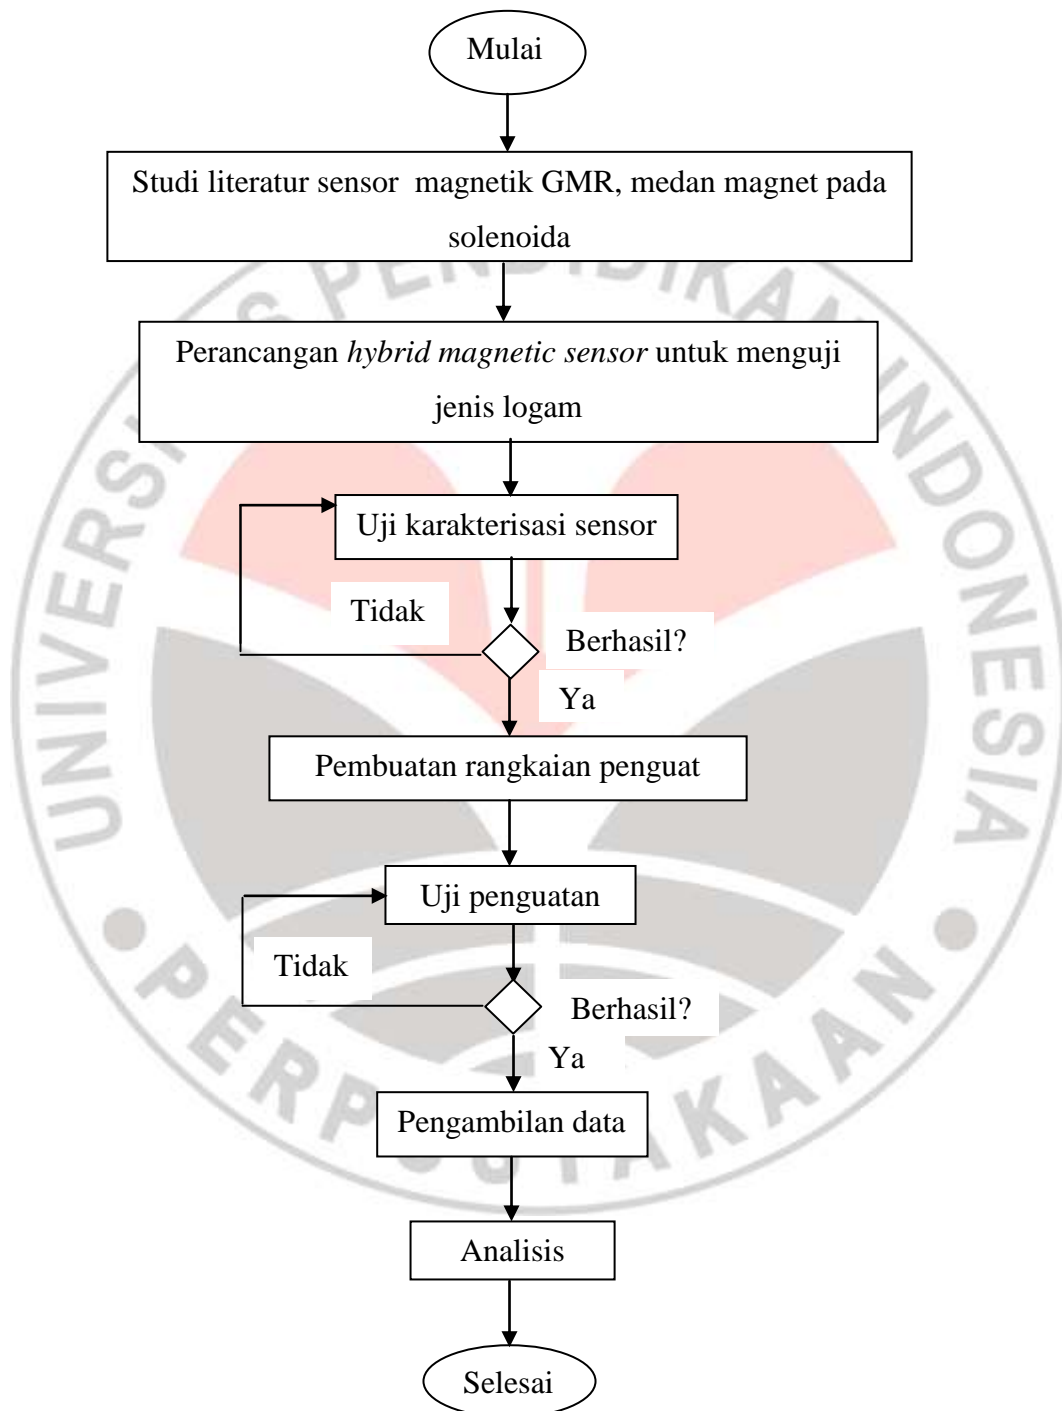 Mulai
Studi literatur sensor magnetik GMR, medan magnet pada
solenoida
Perancangan hybrid magnetic sensor untuk menguji
jenis logam
Uji karakterisasi sensor
Tidak
Berhasil?
Ya
Pembuatan rangkaian penguat
Uji penguatan
Tidak
Berhasil?
Ya
Pengambilan data
Analisis
Selesai